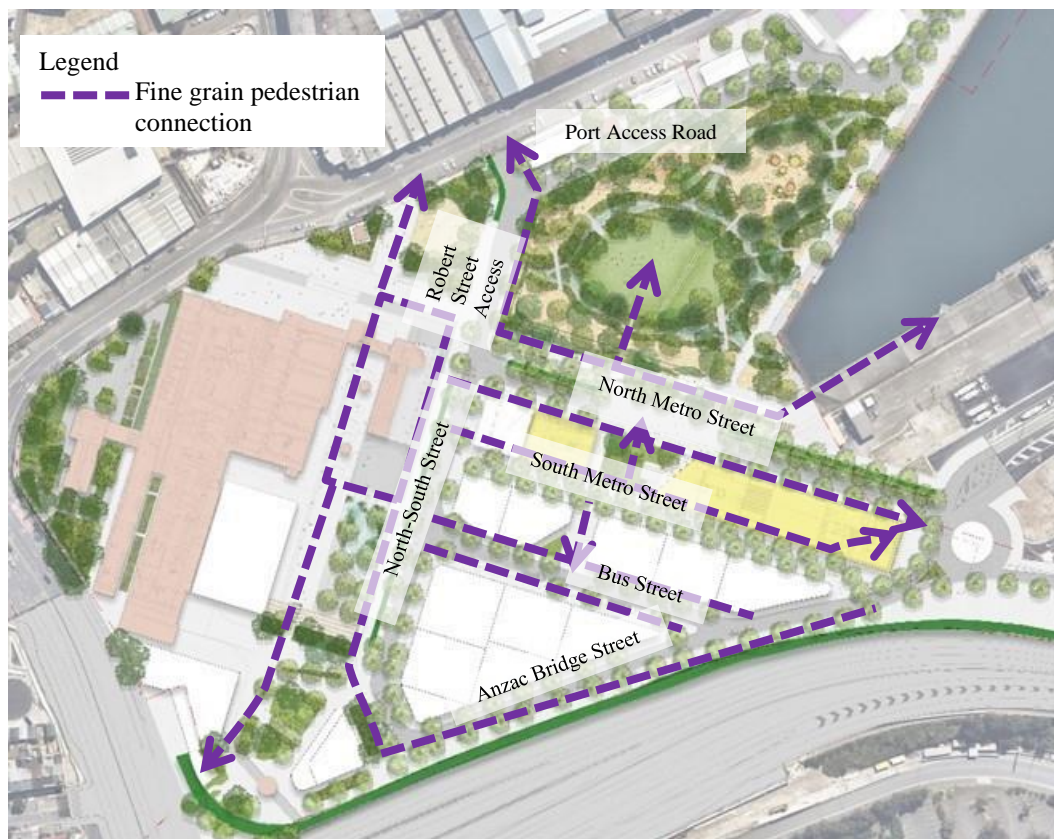 Legend
Fine grain pedestrian
connection
Port Access Road
Robert
Street
Access
North Metro Street
South Metro Street
North-South Street
Bus Street
Anzac Bridge Street